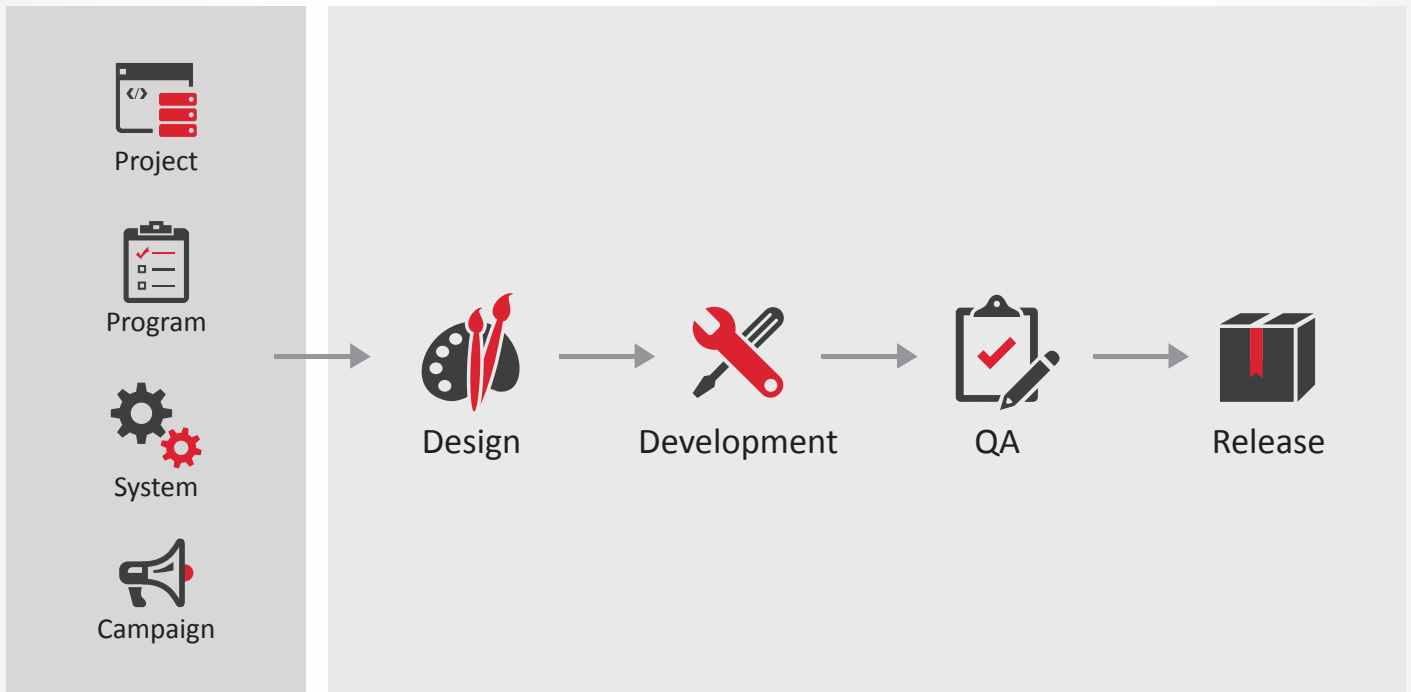 Project
Program
System
Campaign
Design
Development
QA
Release